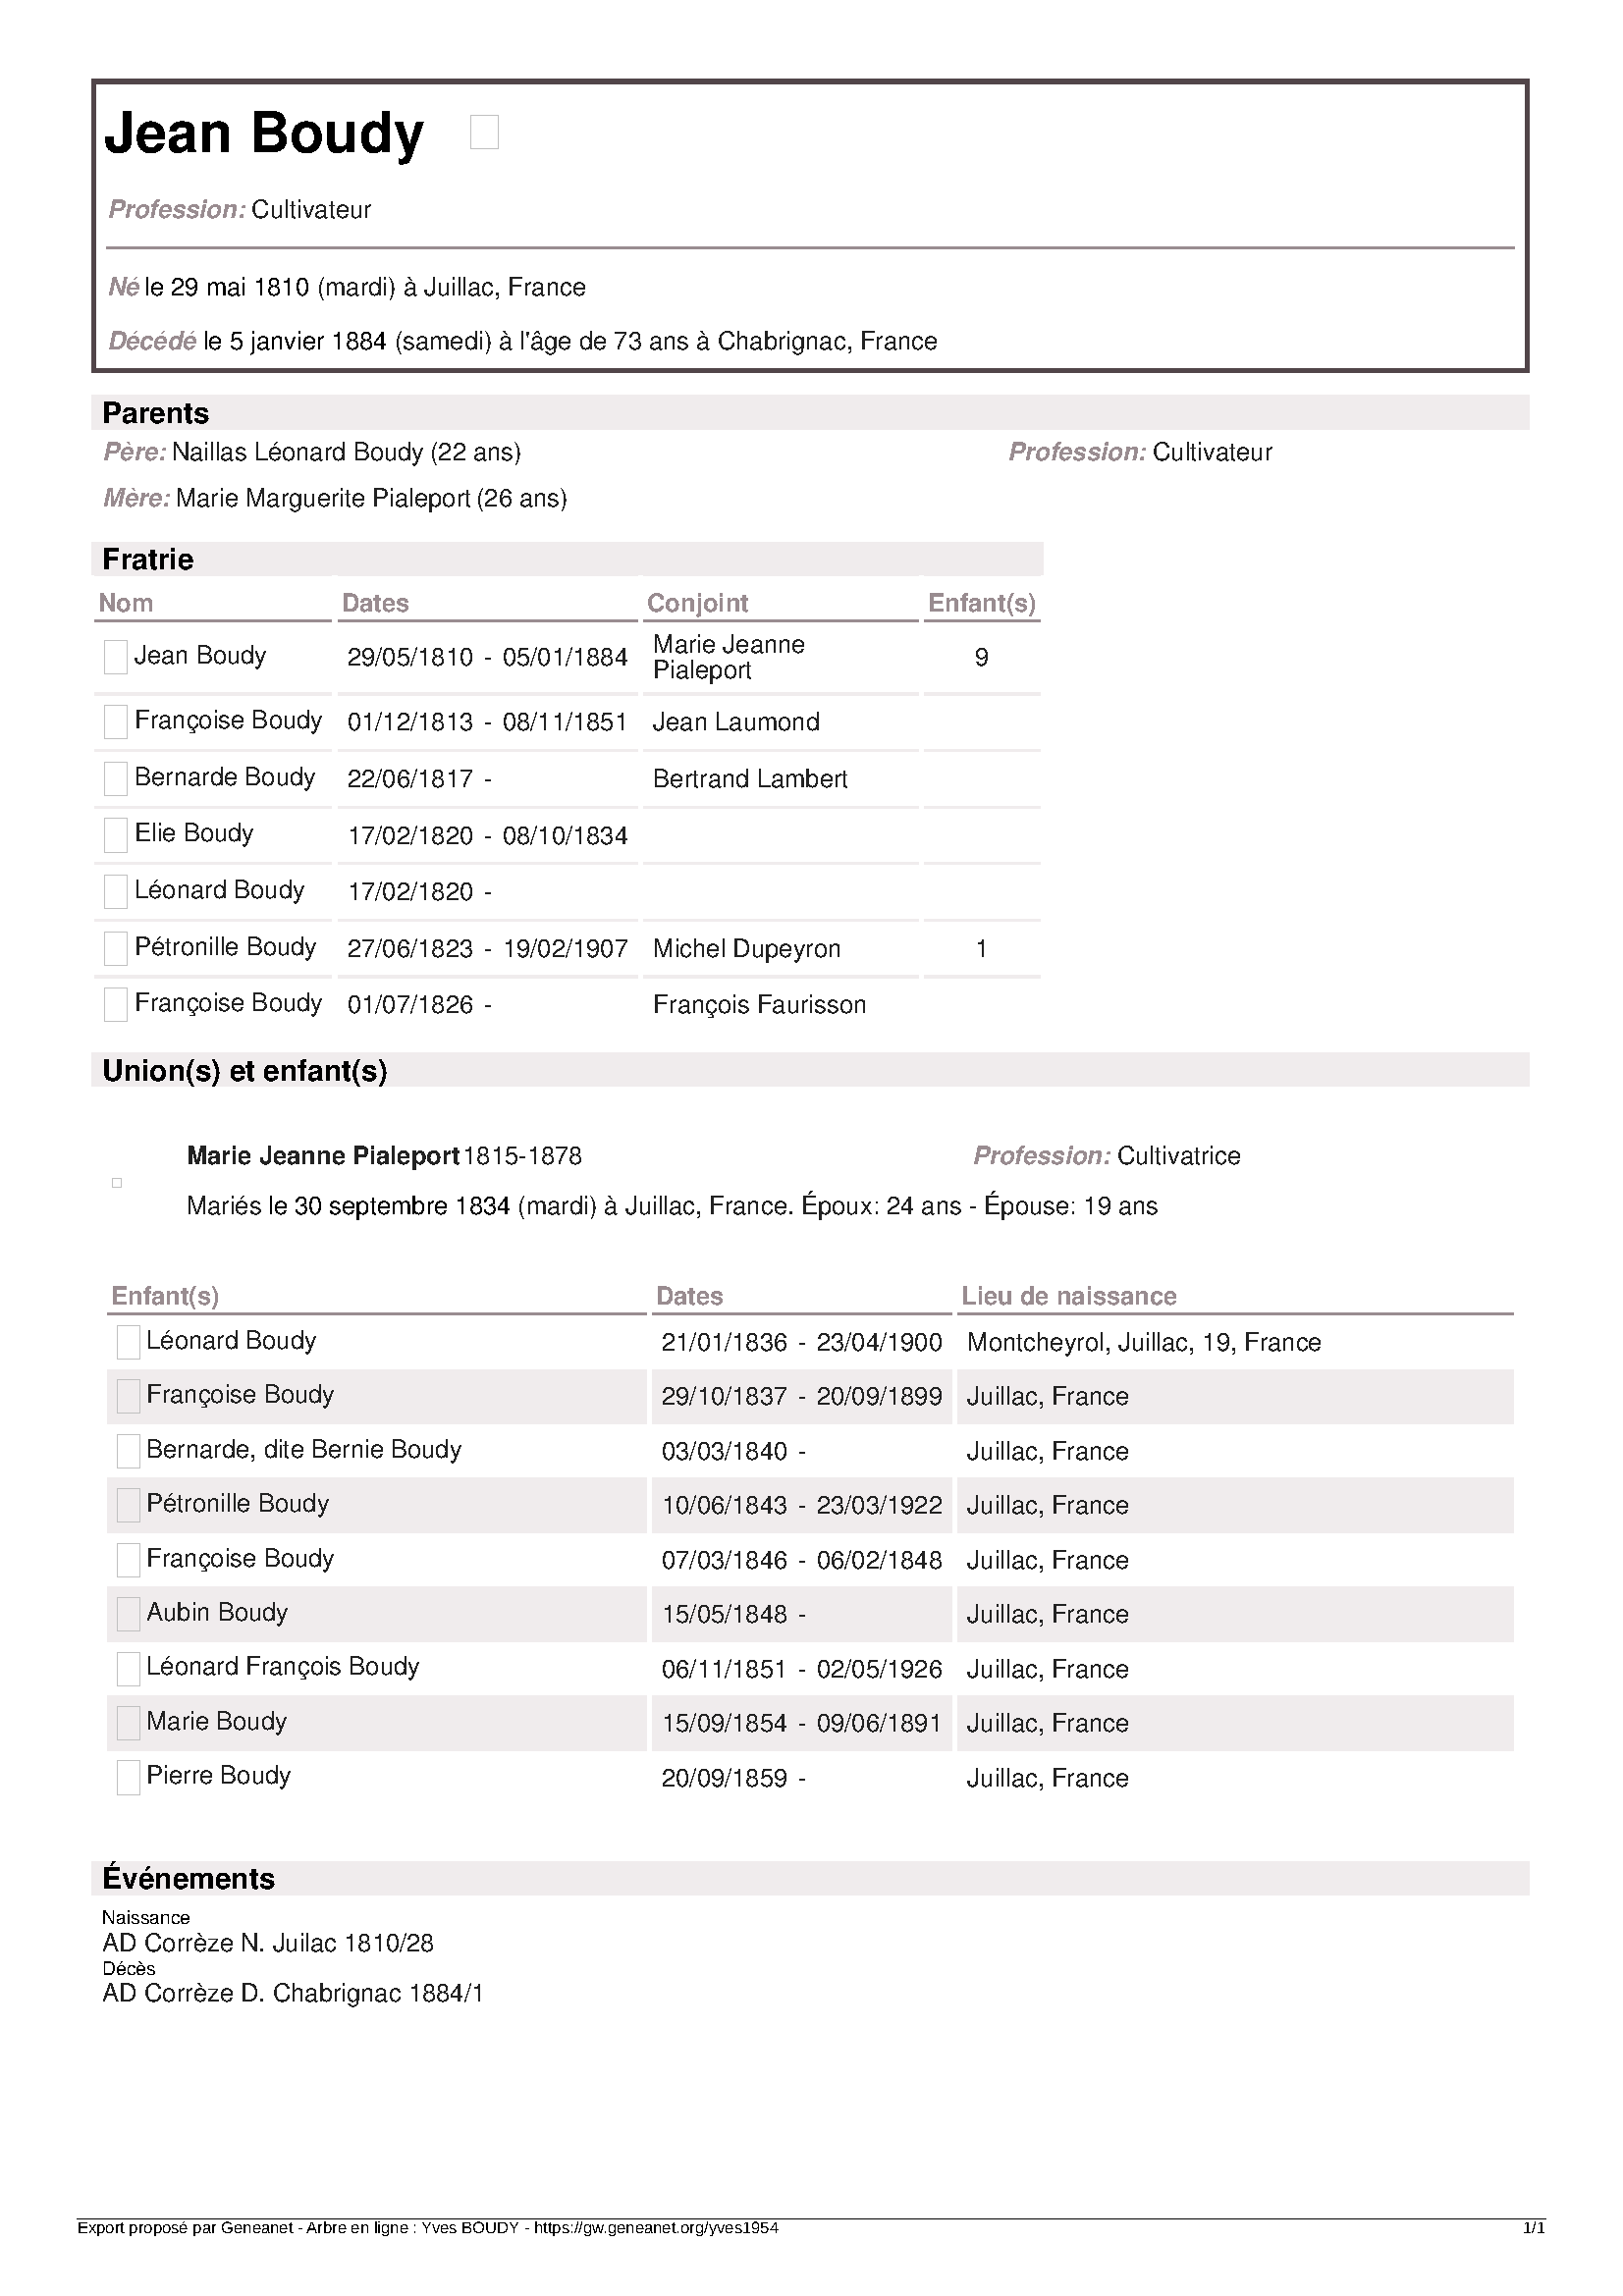 Jean Boudy
Profession: Cultivateur
Né le 29 mai 1810 (mardi) à Juillac, France
Décédé le 5 janvier 1884 (samedi) à l'âge de 73 ans à Chabrignac, France
Parents
Père: Naillas Léonard Boudy (22 ans) Profession: Cultivateur
Mère: Marie Marguerite Pialeport (26 ans)
Fratrie
Nom Dates Conjoint Enfant(s)
Jean Boudy 29/05/1810 - 05/01/1884 Marie Jeanne Pialeport 9
Françoise Boudy 01/12/1813 - 08/11/1851 Jean Laumond
Bernarde Boudy 22/06/1817 - Bertrand Lambert
Elie Boudy 17/02/1820 - 08/10/1834
Léonard Boudy 17/02/1820 -
Pétronille Boudy 27/06/1823 - 19/02/1907 Michel Dupeyron 1
Françoise Boudy 01/07/1826 - François Faurisson
Union(s) et enfant(s)
Marie Jeanne Pialeport 1815-1878 Profession: Cultivatrice
Mariés le 30 septembre 1834 (mardi) à Juillac, France. Époux: 24 ans - Épouse: 19 ans
Enfant(s) Dates Lieu de naissance
Léonard Boudy 21/01/1836 - 23/04/1900 Montcheyrol, Juillac, 19, France
Françoise Boudy 29/10/1837 - 20/09/1899 Juillac, France
Bernarde, dite Bernie Boudy 03/03/1840 - Juillac, France
Pétronille Boudy 10/06/1843 - 23/03/1922 Juillac, France
Françoise Boudy 07/03/1846 - 06/02/1848 Juillac, France
Aubin Boudy 15/05/1848 - Juillac, France
Léonard François Boudy 06/11/1851 - 02/05/1926 Juillac, France
Marie Boudy 15/09/1854 - 09/06/1891 Juillac, France
Pierre Boudy 20/09/1859 - Juillac, France
Événements
Naissance
AD Corrèze N. Juilac 1810/28
Décès
AD Corrèze D. Chabrignac 1884/1
Export proposé par Geneanet - Arbre en ligne : Yves BOUDY - https://gw.geneanet.org/yves1954 1/1